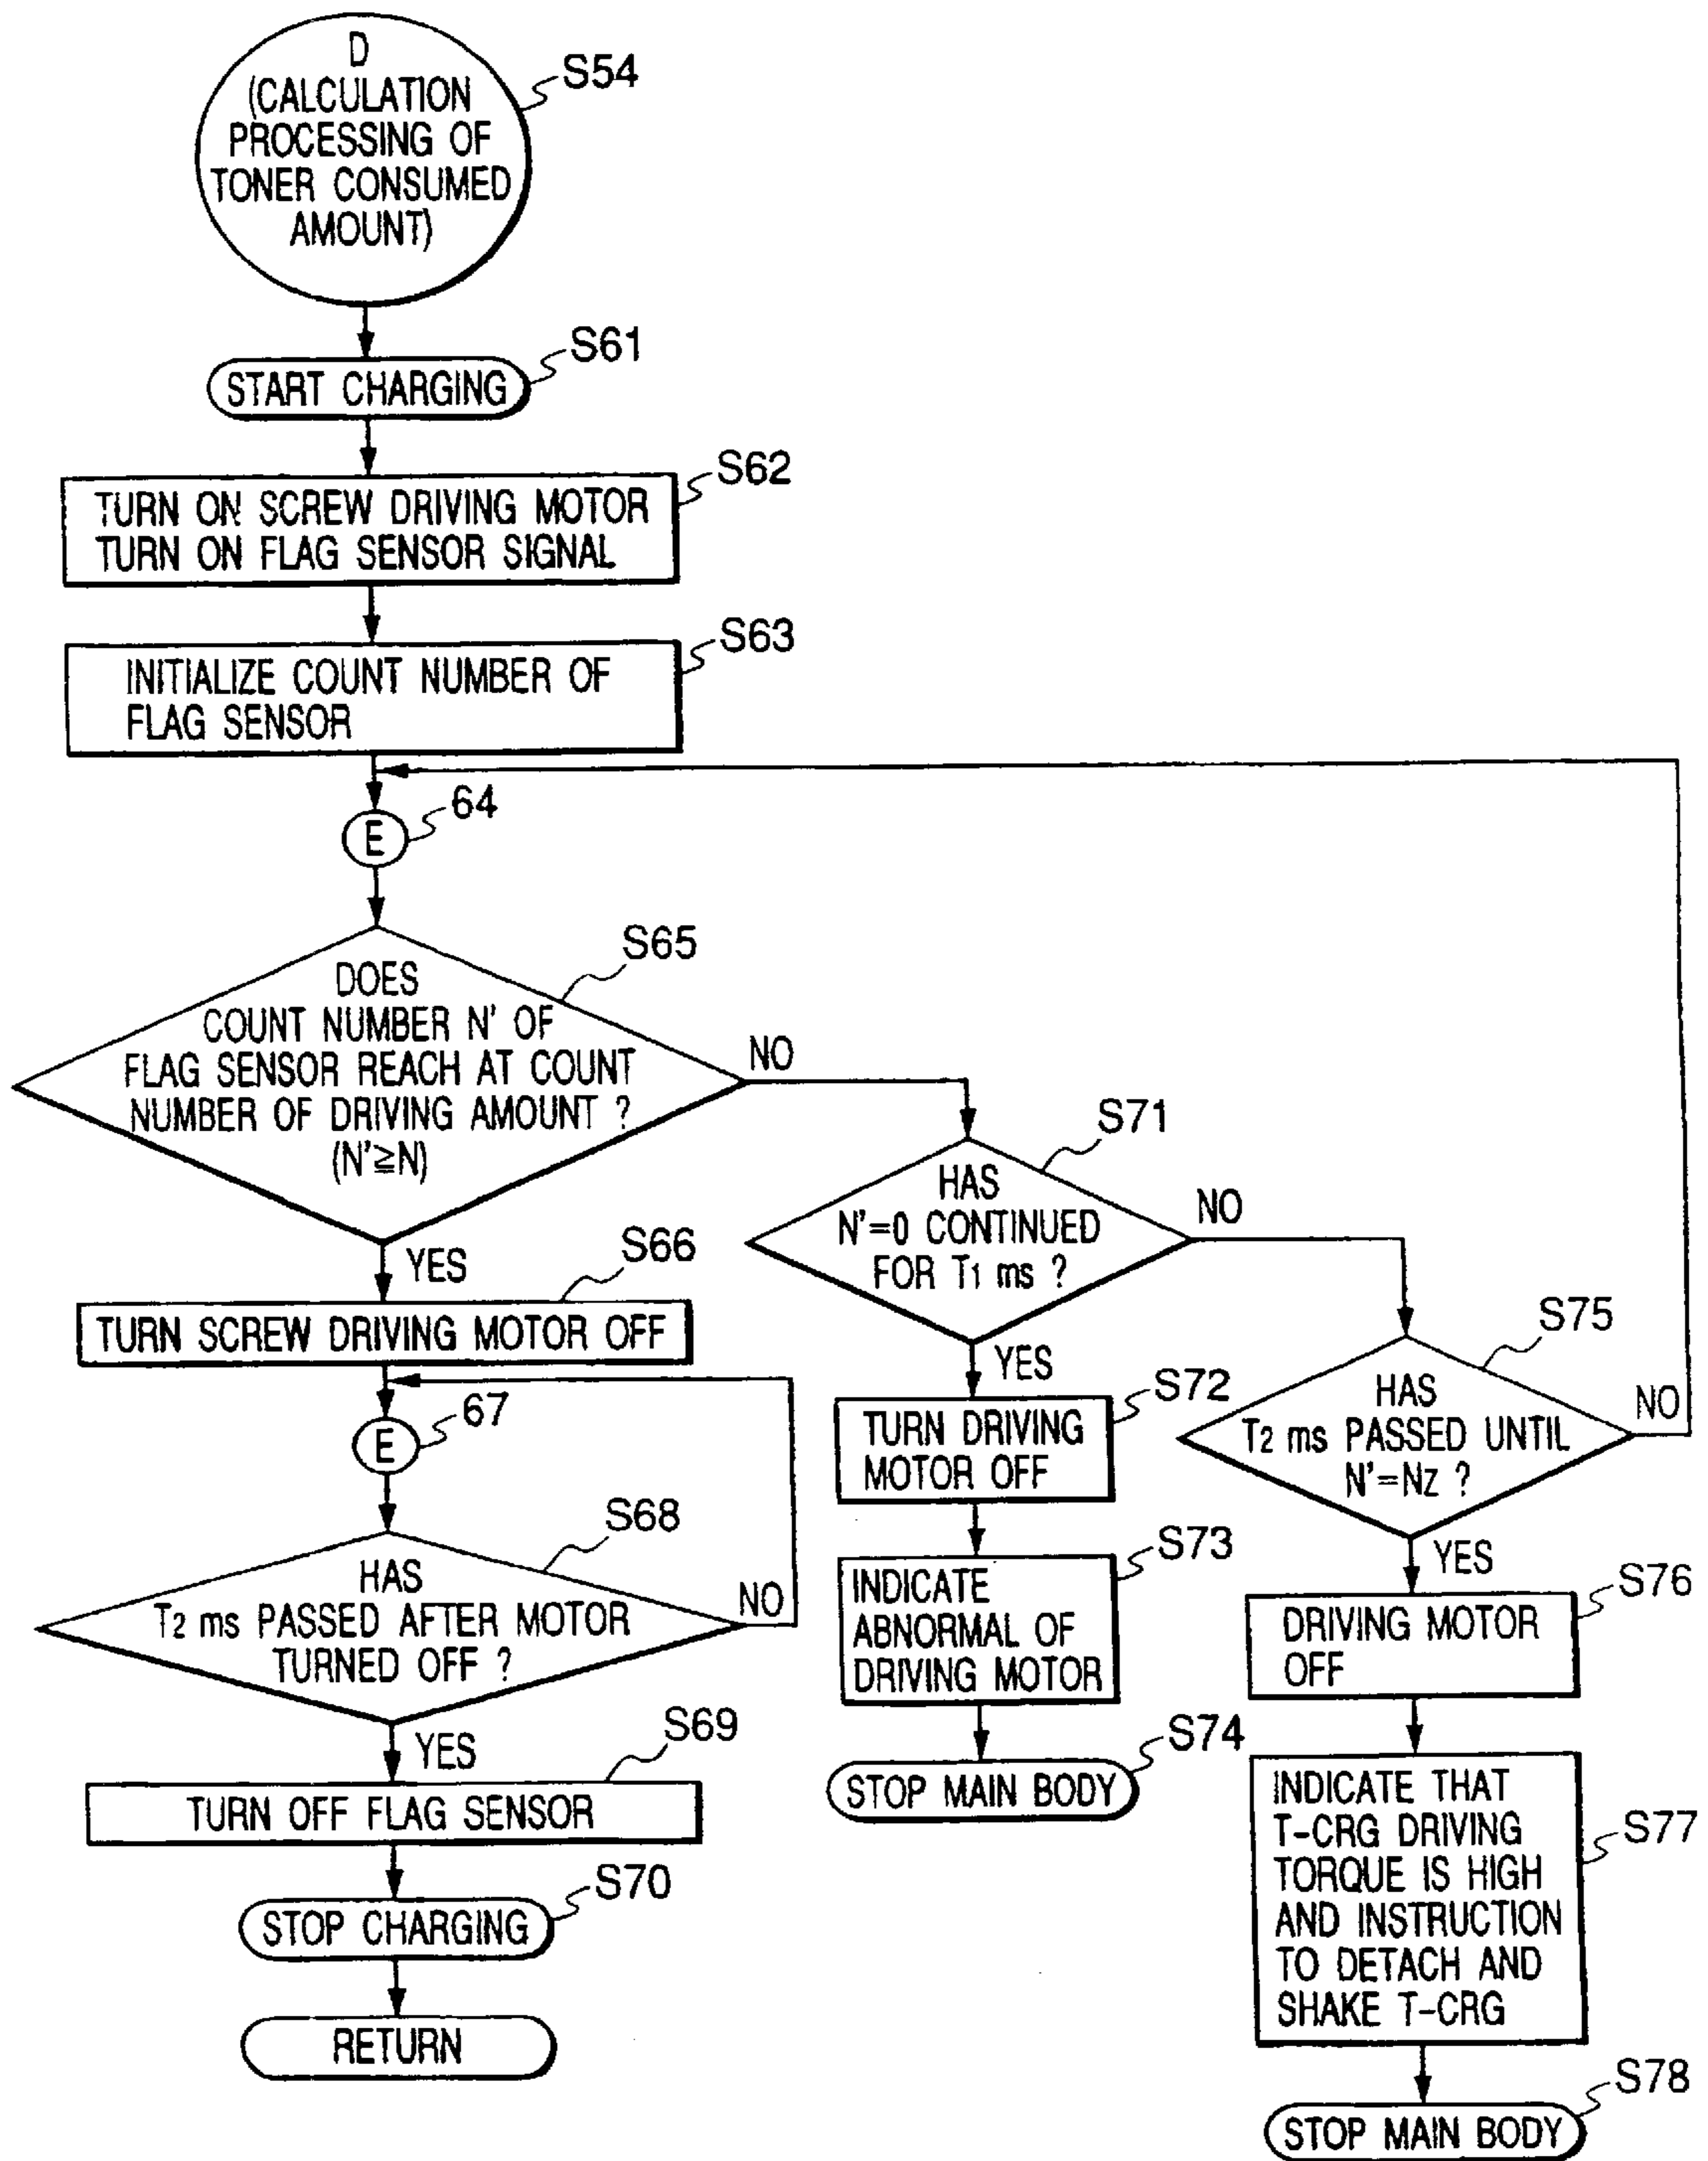 D
(CALCULATION
PROCESSING OF
TONER CONSUMED
AMOUNT)
S54
START CHARGING
S61
TURN ON SCREW DRIVING MOTOR
TURN ON FLAG SENSOR SIGNAL
S62
INITIALIZE COUNT NUMBER OF
FLAG SENSOR
S63
E
64
DOES
COUNT NUMBER N' OF
FLAG SENSOR REACH AT COUNT
NUMBER OF DRIVING AMOUNT ?
(N'≧N)
S65
NO
YES
TURN SCREW DRIVING MOTOR OFF
S66
E
67
HAS
T2 ms PASSED AFTER MOTOR
TURNED OFF ?
S68
NO
YES
TURN OFF FLAG SENSOR
S69
STOP CHARGING
S70
RETURN
HAS
N'=0 CONTINUED
FOR T1 ms ?
S71
NO
YES
TURN DRIVING
MOTOR OFF
S72
INDICATE
ABNORMAL OF
DRIVING MOTOR
S73
STOP MAIN BODY
S74
HAS
T2 ms PASSED UNTIL
N'=Nz ?
S75
NO
YES
DRIVING MOTOR
OFF
S76
INDICATE THAT
T-CRG DRIVING
TORQUE IS HIGH
AND INSTRUCTION
TO DETACH AND
SHAKE T-CRG
S77
STOP MAIN BODY
S78